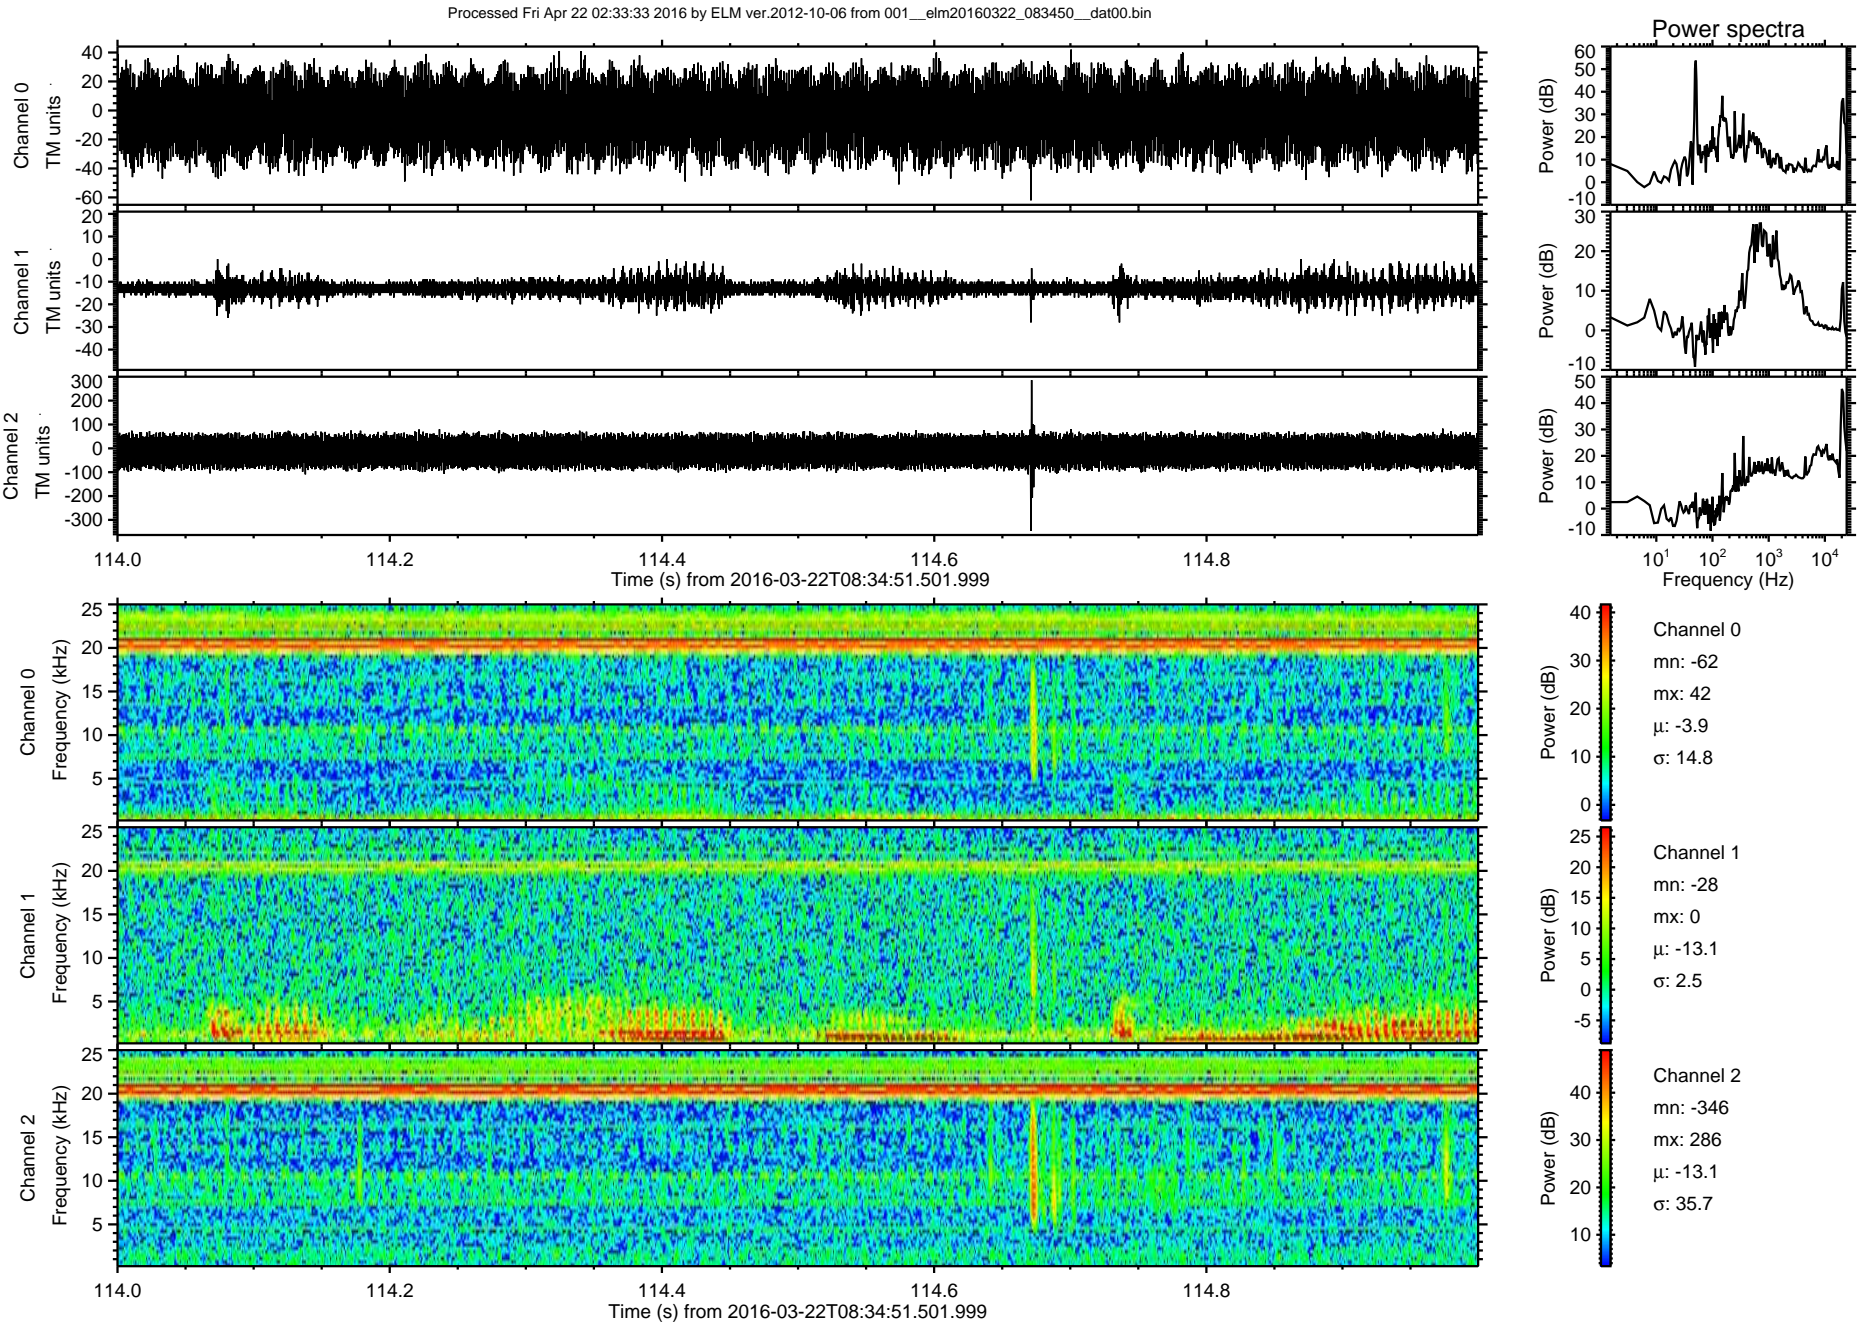 Processed Fri Apr 22 02:33:33 2016 by ELM ver.2012-10-06 from 001__elm20160322_083450__dat00.bin
Power spectra
Channel 0
TM units
40
20
0
-20
-40
-60
Power (dB)
60
50
40
30
20
10
0
-10
Channel 1
TM units
20
10
0
-10
-20
-30
-40
Power (dB)
30
20
10
0
-10
Channel 2
TM units
300
200
100
0
-100
-200
-300
Power (dB)
50
40
30
20
10
0
-10
114.0 114.2 114.4 114.6 114.8
Time (s) from 2016-03-22T08:34:51.501.999
10^1 10^2 10^3 10^4
Frequency (Hz)
Channel 0
Frequency (kHz)
25
20
15
10
5
Power (dB)
40
30
20
10
0
Channel 0
mn: -62
mx: 42
μ: -3.9
σ: 14.8
Channel 1
Frequency (kHz)
25
20
15
10
5
Power (dB)
25
20
15
10
5
0
-5
Channel 1
mn: -28
mx: 0
μ: -13.1
σ: 2.5
Channel 2
Frequency (kHz)
25
20
15
10
5
Power (dB)
40
30
20
10
Channel 2
mn: -346
mx: 286
μ: -13.1
σ: 35.7
114.0 114.2 114.4 114.6 114.8
Time (s) from 2016-03-22T08:34:51.501.999